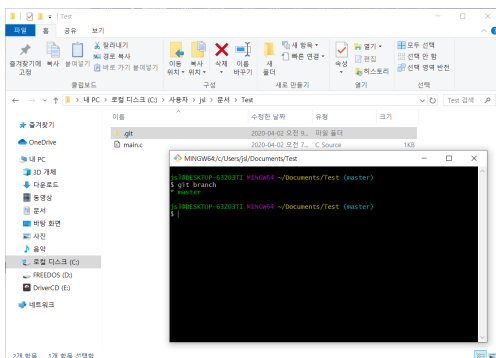 Test
파일 홈 공유 보기
즐겨찾기에 고정
복사
붙여넣기
잘라내기
경로 복사
바로 가기 붙여넣기
클립보드
이동 위치
복사 위치
삭제
이름 바꾸기
구성
새 폴더
새 항목
빠른 연결
새로 만들기
속성
열기
편집
히스토리
열기
모두 선택
선택 안 함
선택 영역 반전
선택
내 PC > 로컬 디스크 (C:) > 사용자 > jsl > 문서 > Test
Test 검색
이름 수정한 날짜 유형 크기
.git 2020-04-02 오전 9... 파일 폴더
main.c 2020-04-02 오전 7... C Source 1KB
즐겨찾기
OneDrive
내 PC
3D 개체
다운로드
동영상
문서
바탕 화면
사진
음악
로컬 디스크 (C:)
FREEDOS (D:)
DriverCD (E:)
네트워크
2개 항목 1개 항목 선택함
MINGW64:/c/Users/jsl/Documents/Test
jsl@DESKTOP-632U3TI MINGW64 ~/Documents/Test (master)
$ git branch
* master
jsl@DESKTOP-632U3TI MINGW64 ~/Documents/Test (master)
$